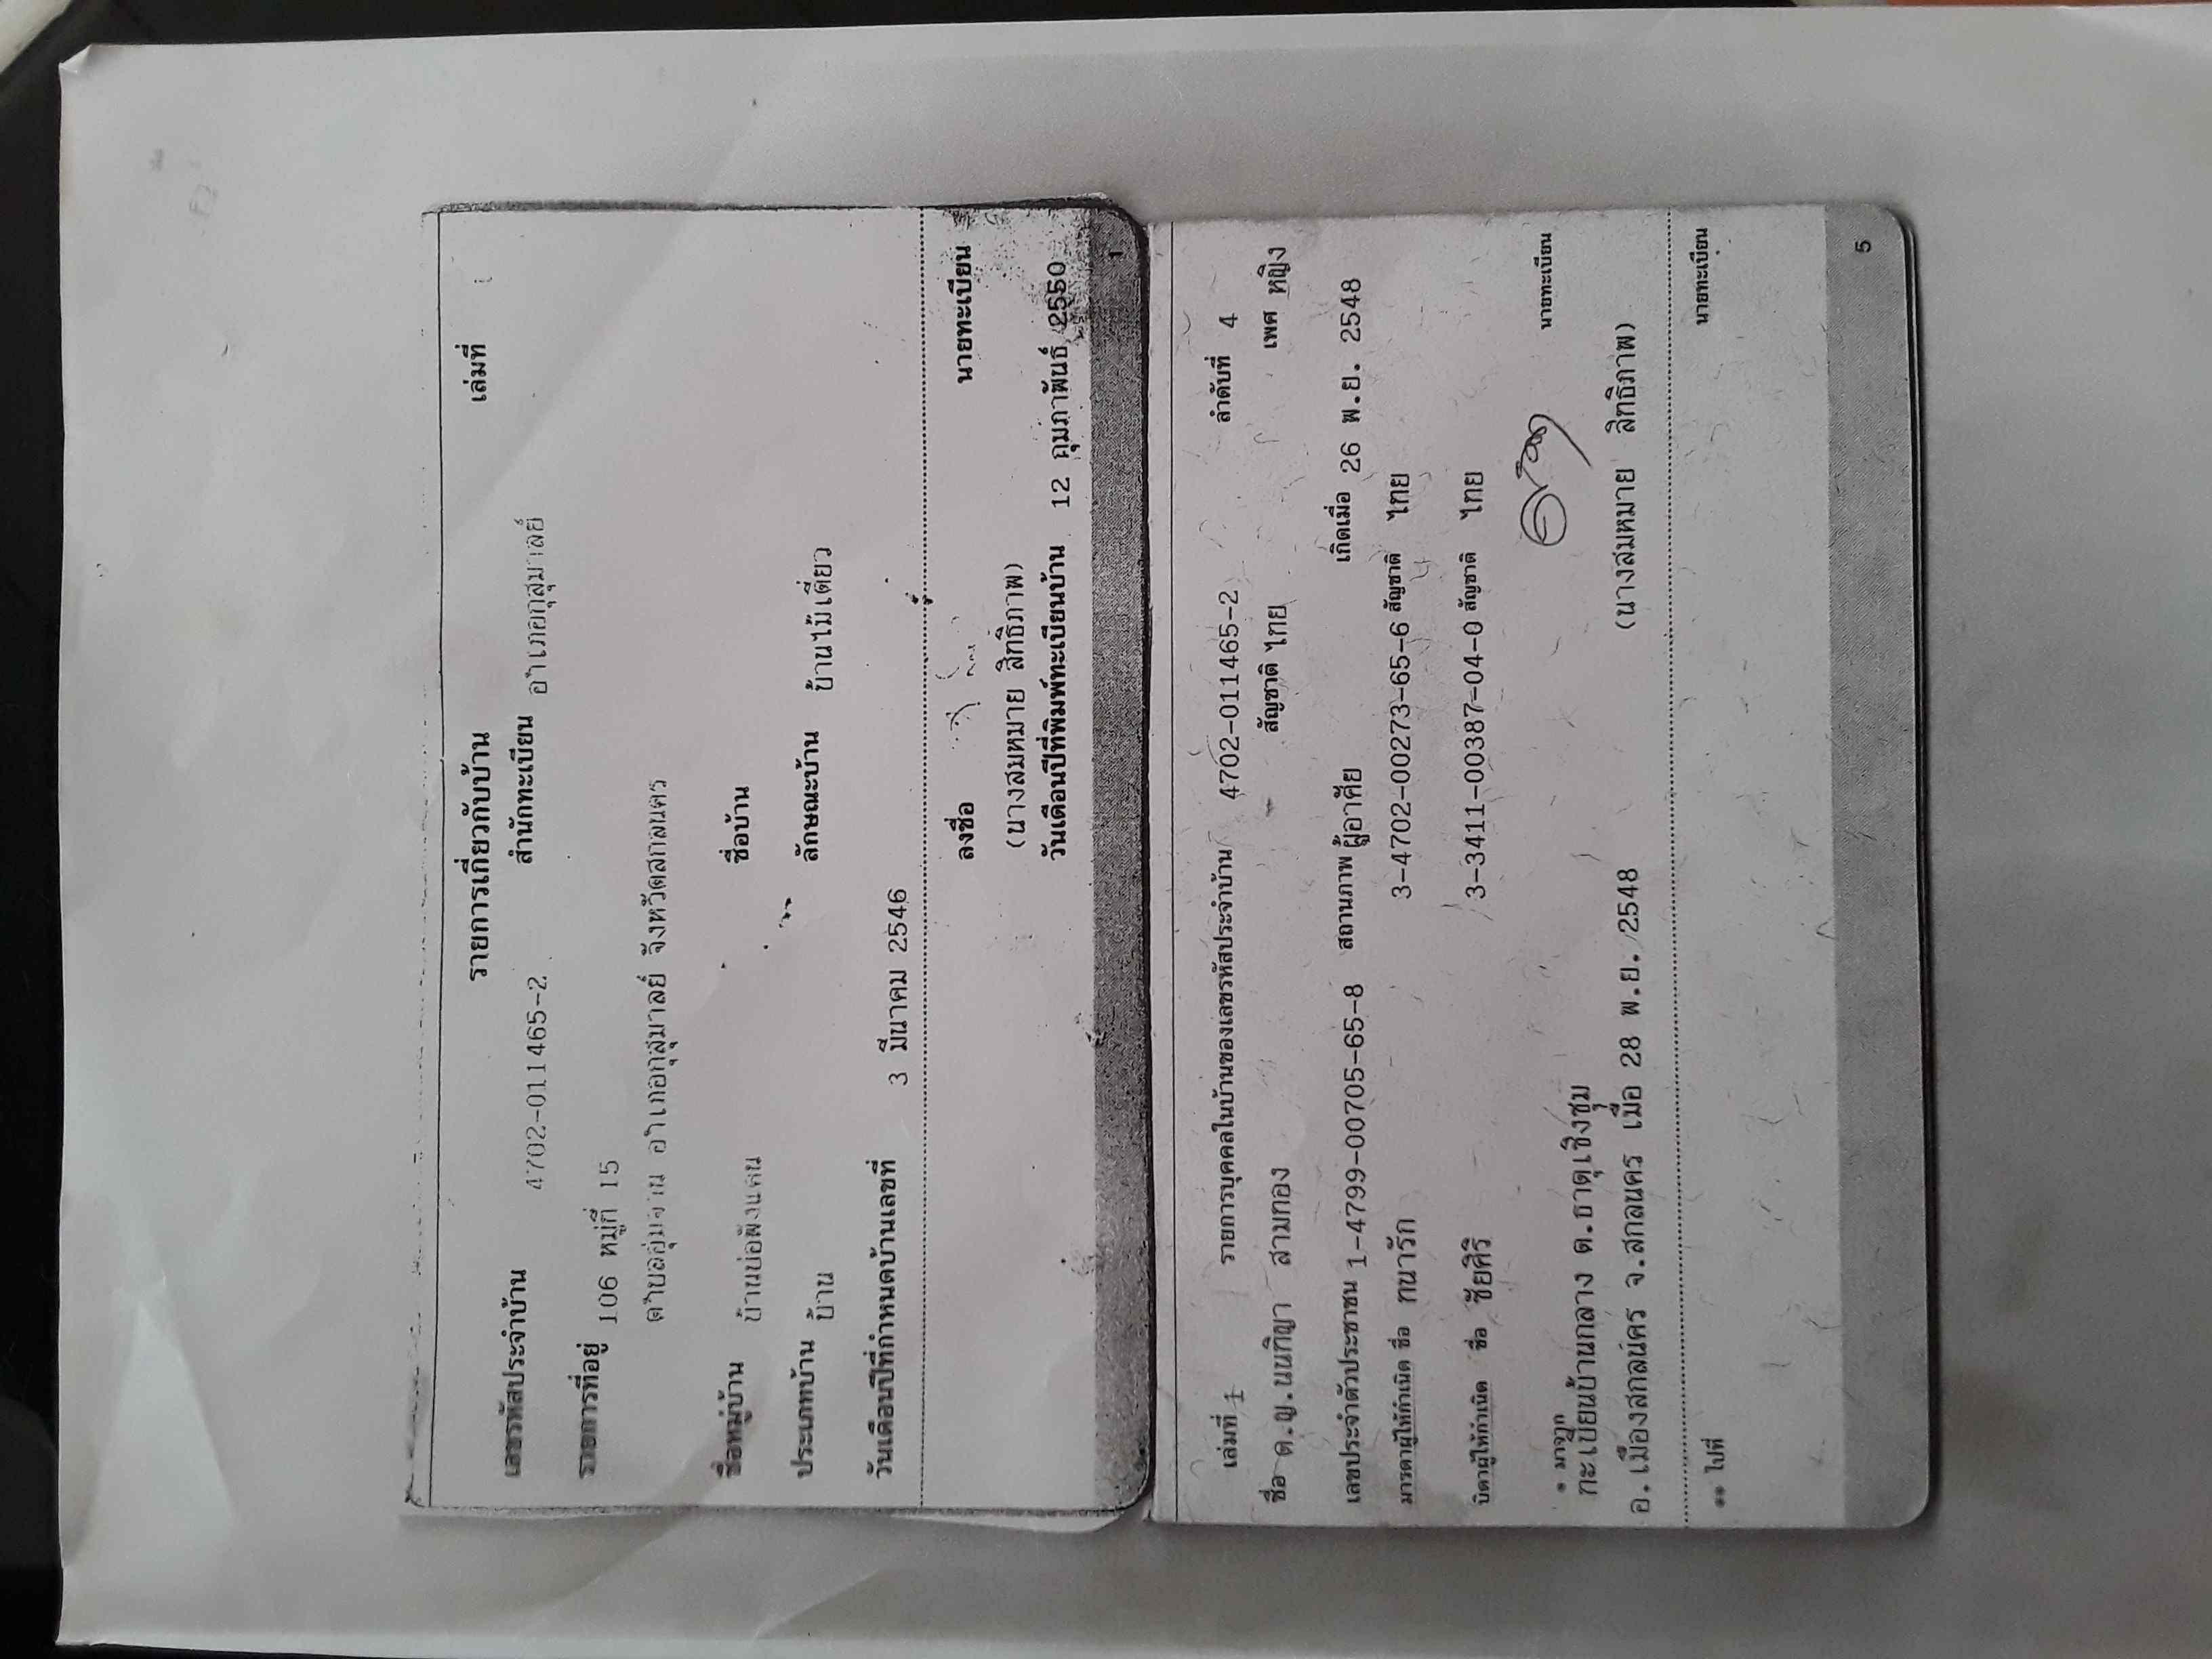 รายการเกี่ยวกับบ้าน เล่มที่
เลขรหัสประจำบ้าน 4702-011465-2 สำนักทะเบียน อำเภอกุสุมาลย์
รายการที่อยู่ 106 หมู่ที่ 15
ตำบลอุ่มจาน อำเภอกุสุมาลย์ จังหวัดสกลนคร
ชื่อหมู่บ้าน บ้านบ่อผังแคน ชื่อบ้าน
ประเภทบ้าน บ้าน ลักษณะบ้าน บ้านไม้เดี่ยว
วันเดือนปีที่กำหนดบ้านเลขที่ 3 มีนาคม 2546
ลงชื่อ นายทะเบียน
(นางสมหมาย สิทธิภาพ)
วันเดือนปีที่พิมพ์ทะเบียนบ้าน 12 กุมภาพันธ์ 2550
1
เล่มที่ 1 รายการบุคคลในบ้านของเลขรหัสประจำบ้าน 4702-011465-2 ลำดับที่ 4
ชื่อ ด.ญ.นนทิญา สามทอง สัญชาติ ไทย เพศ หญิง
เลขประจำตัวประชาชน 1-4799-00705-65-8 สถานภาพ ผู้อาศัย เกิดเมื่อ 26 พ.ย. 2548
มารดาผู้ให้กำเนิด ชื่อ ทนารัก 3-4702-00273-65-6 สัญชาติ ไทย
บิดาผู้ให้กำเนิด ชื่อ ชัยศิริ 3-3411-00387-04-0 สัญชาติ ไทย
* มาจาก
ทะเบียนบ้านกลาง ต.ธาตุเชิงชุม นายทะเบียน
อ.เมืองสกลนคร จ.สกลนคร เมื่อ 28 พ.ย. 2548 (นางสมหมาย สิทธิภาพ)
** ไปที่ นายทะเบียน
5